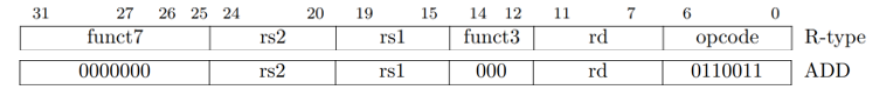 31 27 26 25 24 20 19 15 14 12 11 7 6 0
funct7 rs2 rs1 funct3 rd opcode R-type
0000000 rs2 rs1 000 rd 0110011 ADD